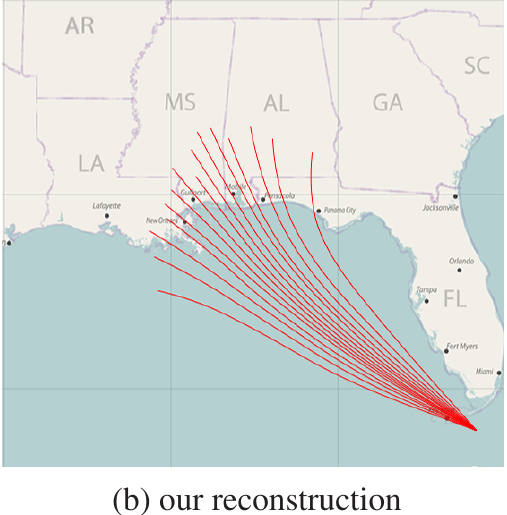 AR
SC
MS
AL
GA
LA
Gulfport
Mobile
Pensacola
Lafayette
New Orleans
Panama City
Jacksonville
Orlando
Tampa
FL
Fort Myers
Miami
(b) our reconstruction